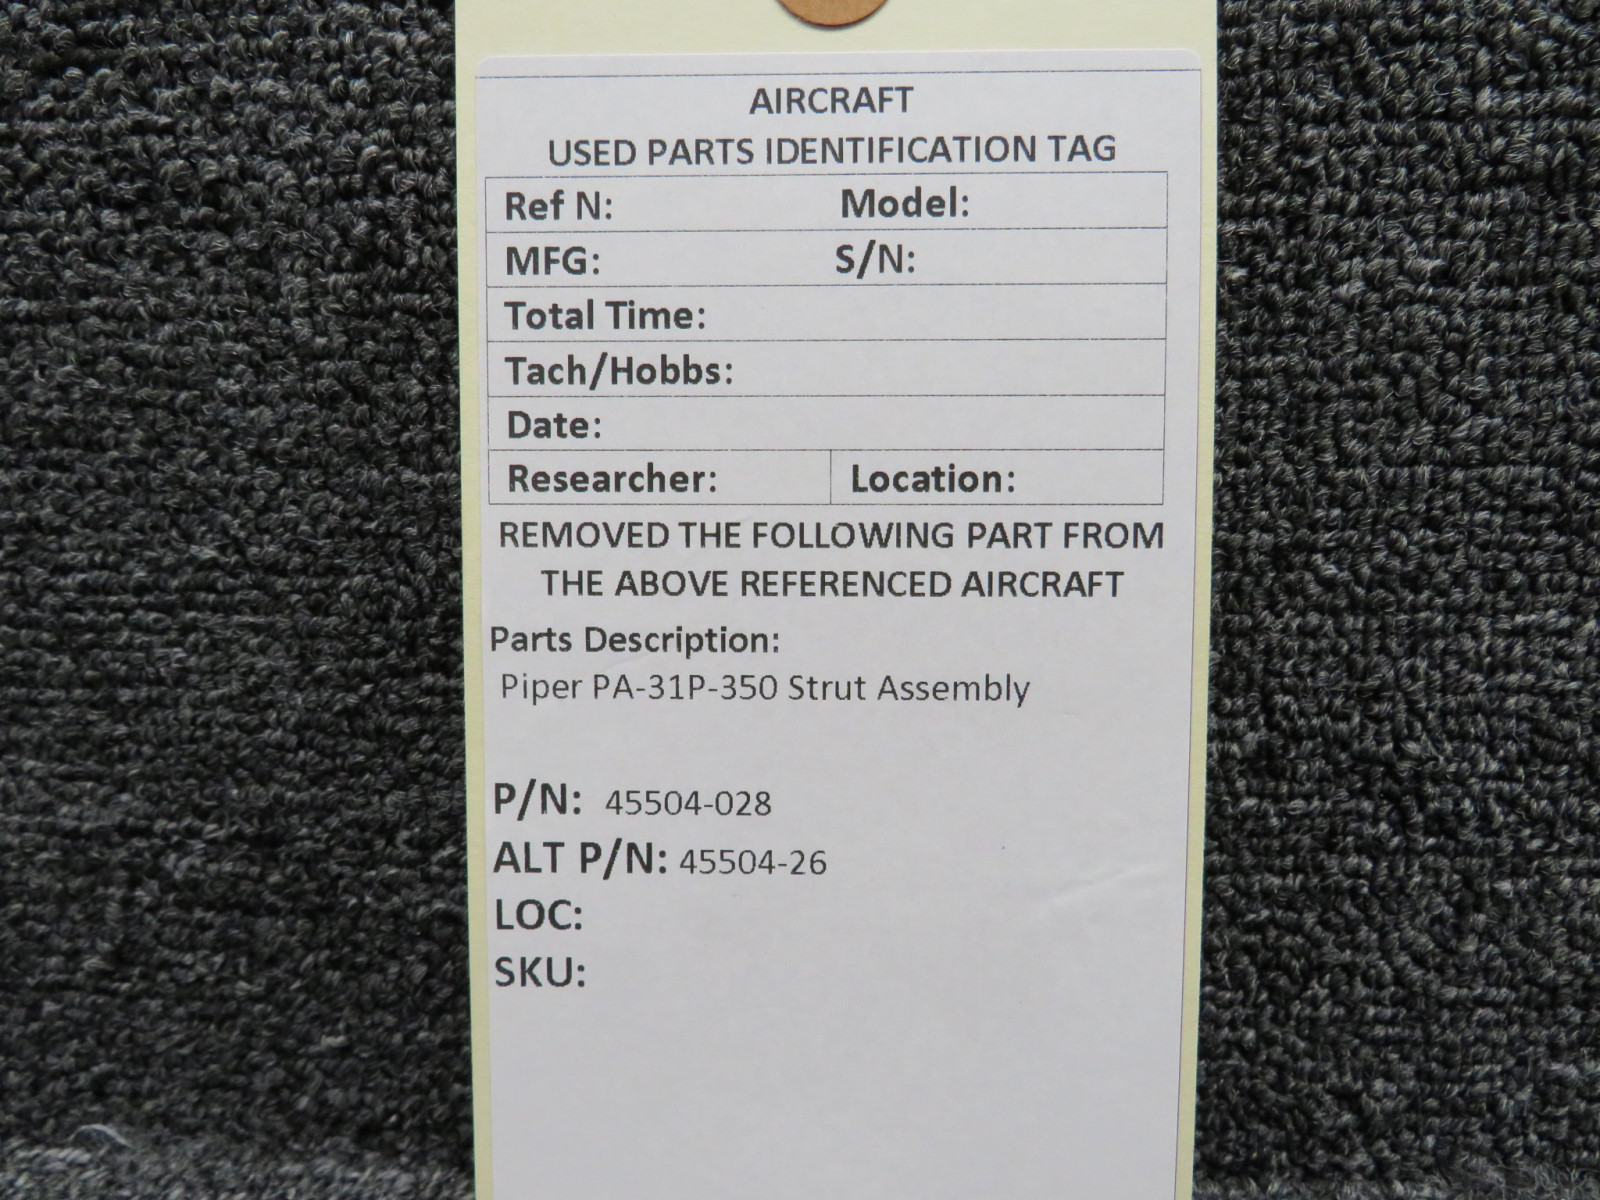 AIRCRAFT
USED PARTS IDENTIFICATION TAG
Ref N: Model:
MFG: S/N:
Total Time:
Tach/Hobbs:
Date:
Researcher: Location:
REMOVED THE FOLLOWING PART FROM
THE ABOVE REFERENCED AIRCRAFT
Parts Description:
Piper PA-31P-350 Strut Assembly
P/N: 45504-028
ALT P/N: 45504-26
LOC:
SKU: